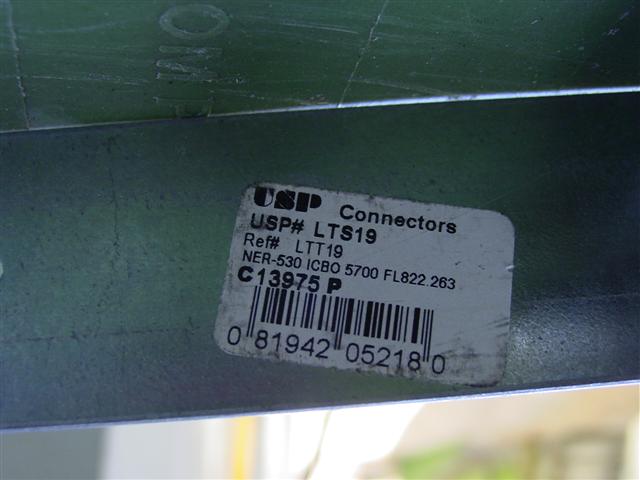 USP Connectors
USP# LTS19
Ref# LTT19
NER-530 ICBO 5700 FL822.263
C13975 P
0 81942 05218 0